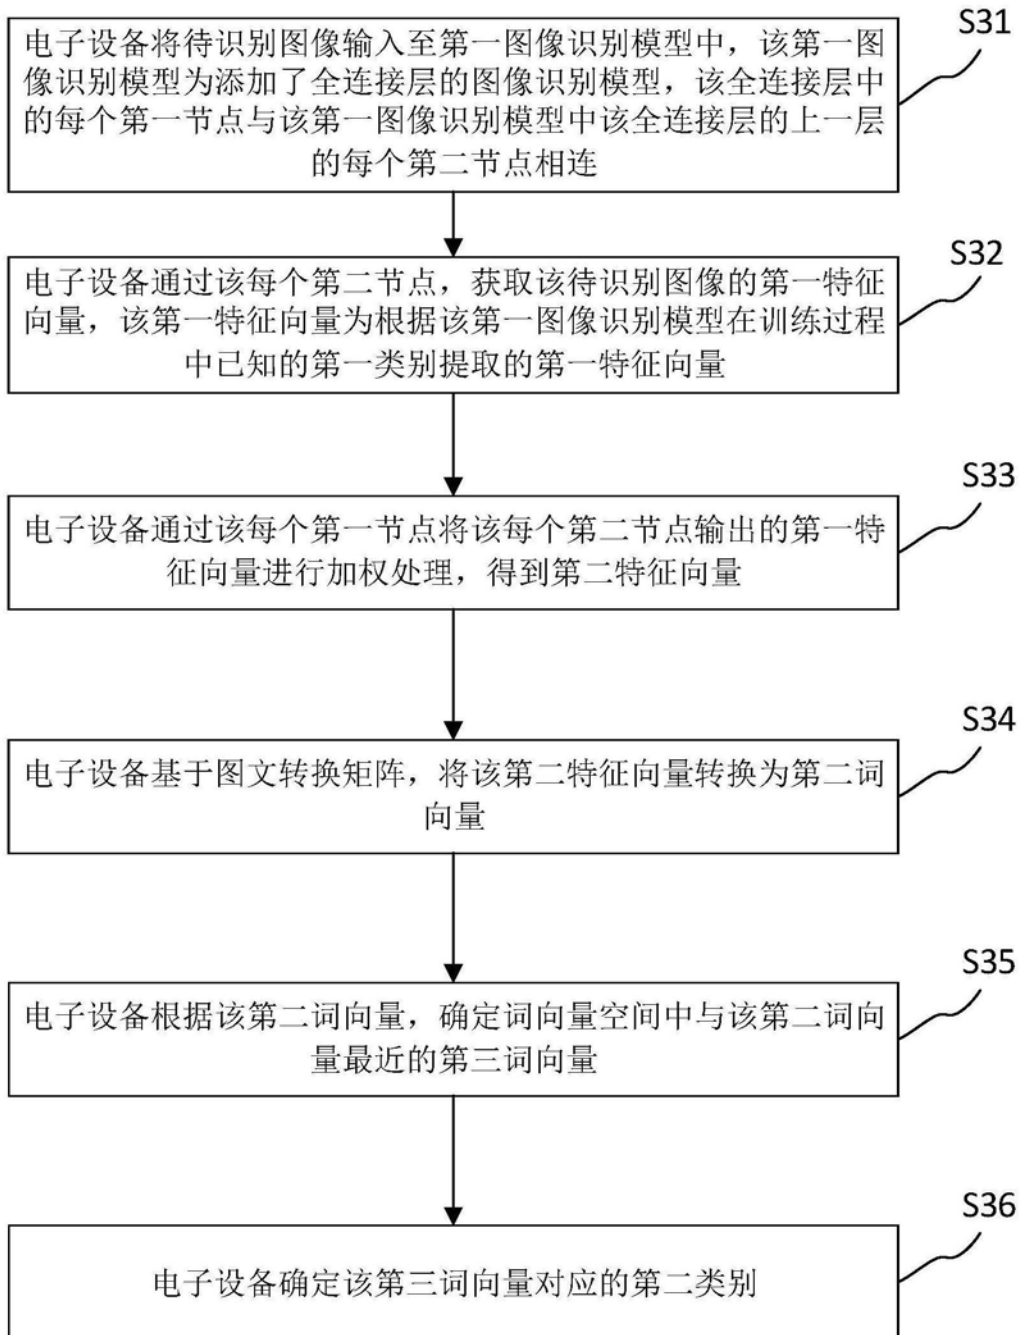 S31
电子设备将待识别图像输入至第一图像识别模型中，该第一图
像识别模型为添加了全连接层的图像识别模型，该全连接层中
的每个第一节点与该第一图像识别模型中该全连接层的上一层
的每个第二节点相连
S32
电子设备通过该每个第二节点，获取该待识别图像的第一特征
向量，该第一特征向量为根据该第一图像识别模型在训练过程
中已知的第一类别提取的第一特征向量
S33
电子设备通过该每个第一节点将该每个第二节点输出的第一特
征向量进行加权处理，得到第二特征向量
S34
电子设备基于图文转换矩阵，将该第二特征向量转换为第二词
向量
S35
电子设备根据该第二词向量，确定词向量空间中与该第二词向
量最近的第三词向量
S36
电子设备确定该第三词向量对应的第二类别